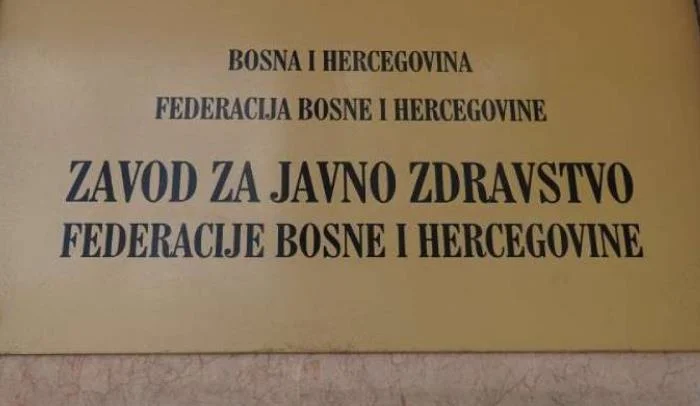 BOSNA I HERCEGOVINA
FEDERACIJA BOSNE I HERCEGOVINE
ZAVOD ZA JAVNO ZDRAVSTVO
FEDERACIJE BOSNE I HERCEGOVINE